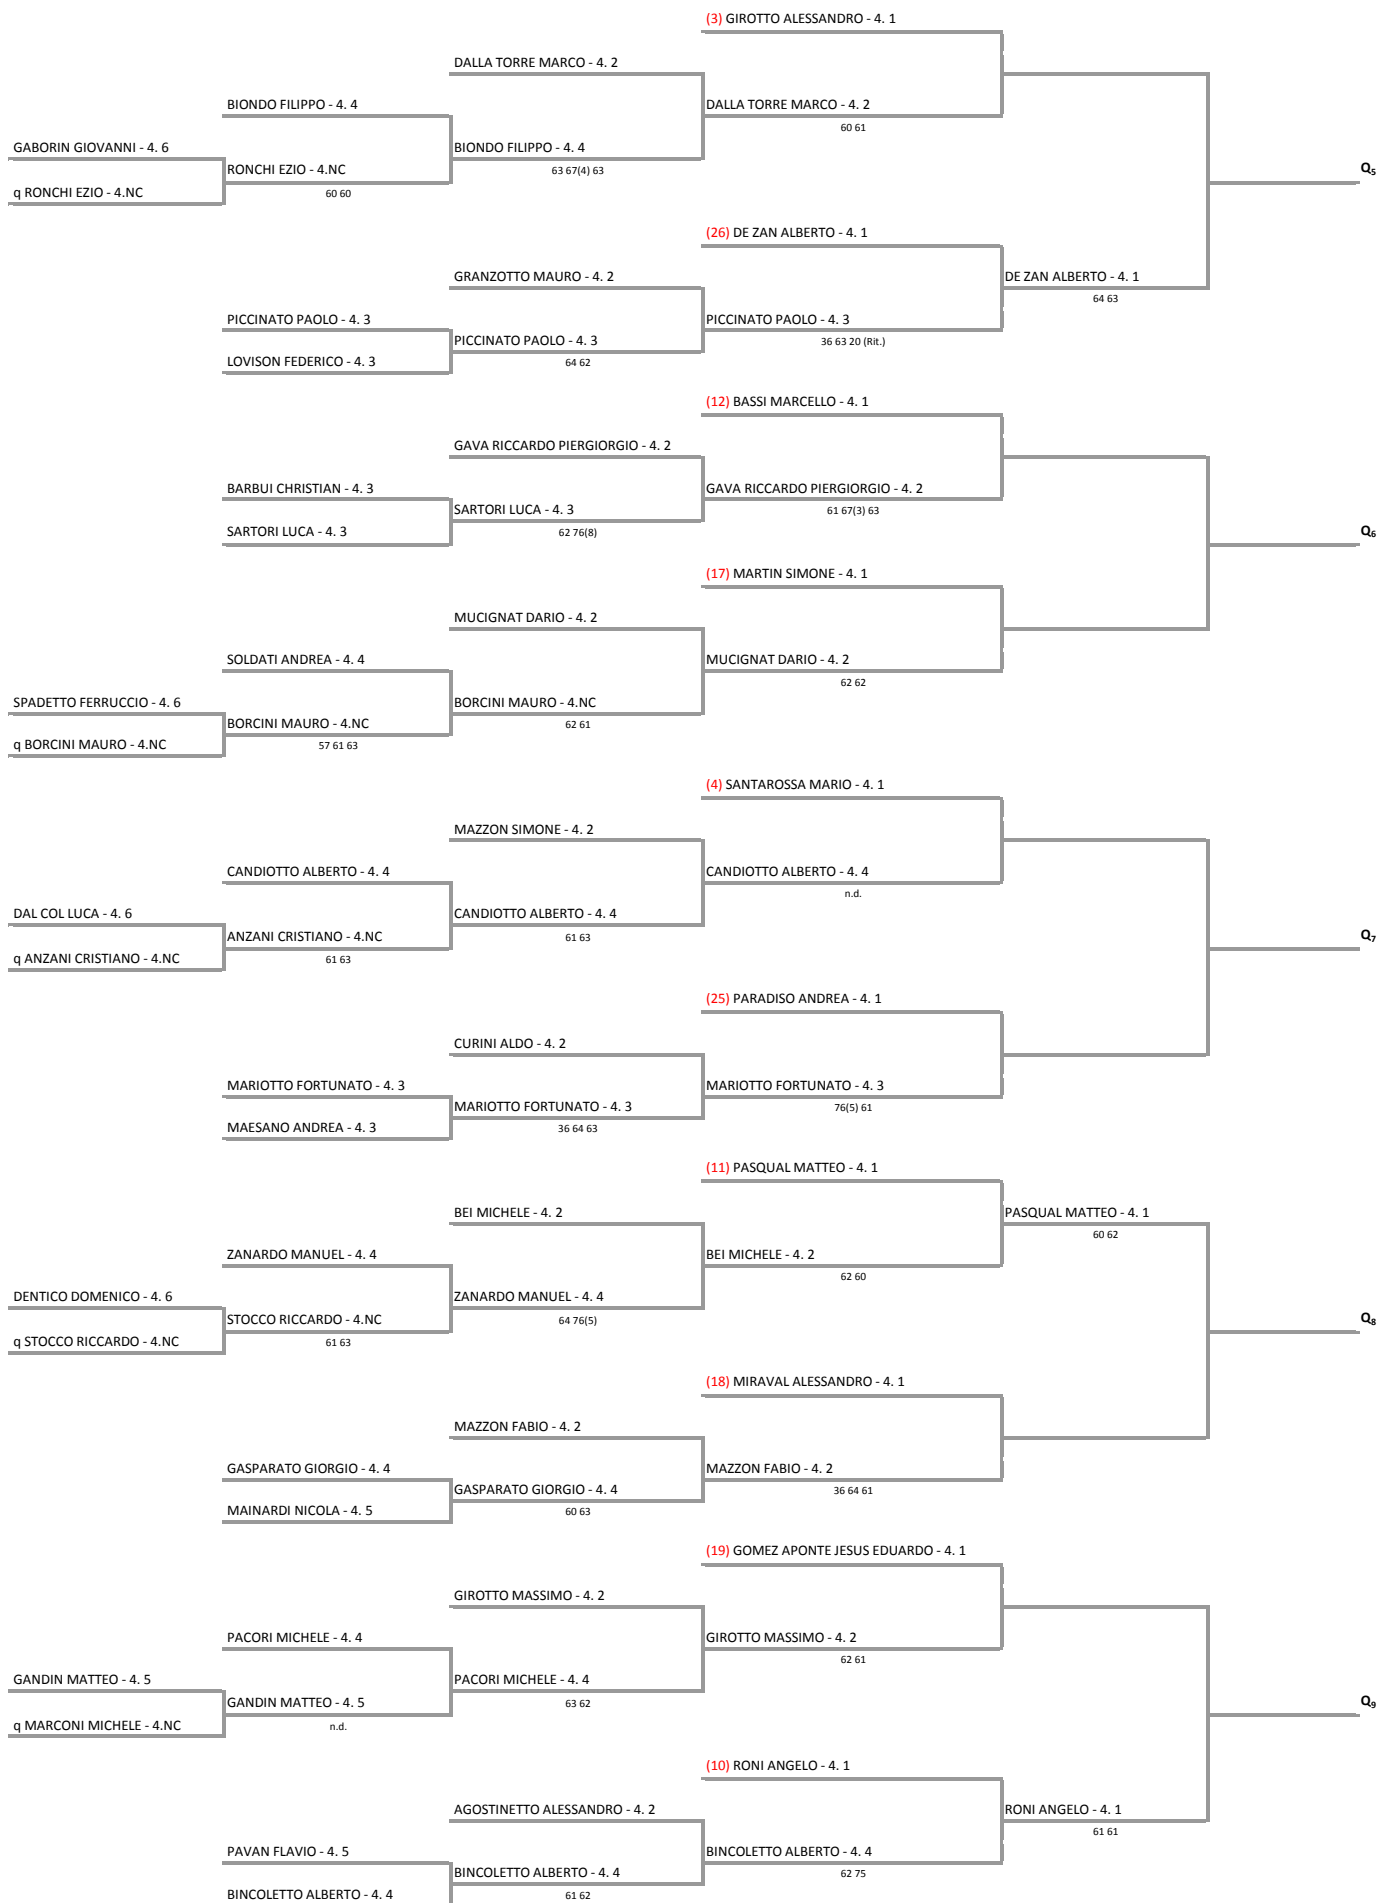 (3) GIROTTO ALESSANDRO - 4. 1
DALLA TORRE MARCO - 4. 2
BIONDO FILIPPO - 4. 4
DALLA TORRE MARCO - 4. 2
60 61
GABORIN GIOVANNI - 4. 6
BIONDO FILIPPO - 4. 4
63 67(4) 63
RONCHI EZIO - 4.NC
60 60
q RONCHI EZIO - 4.NC
Q5
(26) DE ZAN ALBERTO - 4. 1
GRANZOTTO MAURO - 4. 2
DE ZAN ALBERTO - 4. 1
64 63
PICCINATO PAOLO - 4. 3
PICCINATO PAOLO - 4. 3
36 63 20 (Rit.)
PICCINATO PAOLO - 4. 3
64 62
LOVISON FEDERICO - 4. 3
(12) BASSI MARCELLO - 4. 1
GAVA RICCARDO PIERGIORGIO - 4. 2
BARBUI CHRISTIAN - 4. 3
GAVA RICCARDO PIERGIORGIO - 4. 2
61 67(3) 63
SARTORI LUCA - 4. 3
62 76(8)
SARTORI LUCA - 4. 3
Q6
(17) MARTIN SIMONE - 4. 1
MUCIGNAT DARIO - 4. 2
SOLDATI ANDREA - 4. 4
MUCIGNAT DARIO - 4. 2
62 62
SPADETTO FERRUCCIO - 4. 6
BORCINI MAURO - 4.NC
62 61
BORCINI MAURO - 4.NC
57 61 63
q BORCINI MAURO - 4.NC
(4) SANTAROSSA MARIO - 4. 1
MAZZON SIMONE - 4. 2
CANDIOTTO ALBERTO - 4. 4
CANDIOTTO ALBERTO - 4. 4
n.d.
DAL COL LUCA - 4. 6
CANDIOTTO ALBERTO - 4. 4
61 63
ANZANI CRISTIANO - 4.NC
61 63
q ANZANI CRISTIANO - 4.NC
Q7
(25) PARADISO ANDREA - 4. 1
CURINI ALDO - 4. 2
MARIOTTO FORTUNATO - 4. 3
MARIOTTO FORTUNATO - 4. 3
76(5) 61
MARIOTTO FORTUNATO - 4. 3
36 64 63
MAESANO ANDREA - 4. 3
(11) PASQUAL MATTEO - 4. 1
BEI MICHELE - 4. 2
PASQUAL MATTEO - 4. 1
60 62
ZANARDO MANUEL - 4. 4
BEI MICHELE - 4. 2
62 60
DENTICO DOMENICO - 4. 6
ZANARDO MANUEL - 4. 4
64 76(5)
STOCCO RICCARDO - 4.NC
61 63
q STOCCO RICCARDO - 4.NC
Q8
(18) MIRAVAL ALESSANDRO - 4. 1
MAZZON FABIO - 4. 2
GASPARATO GIORGIO - 4. 4
MAZZON FABIO - 4. 2
36 64 61
GASPARATO GIORGIO - 4. 4
60 63
MAINARDI NICOLA - 4. 5
(19) GOMEZ APONTE JESUS EDUARDO - 4. 1
GIROTTO MASSIMO - 4. 2
PACORI MICHELE - 4. 4
GIROTTO MASSIMO - 4. 2
62 61
GANDIN MATTEO - 4. 5
PACORI MICHELE - 4. 4
63 62
GANDIN MATTEO - 4. 5
n.d.
q MARCONI MICHELE - 4.NC
Q9
(10) RONI ANGELO - 4. 1
AGOSTINETTO ALESSANDRO - 4. 2
RONI ANGELO - 4. 1
61 61
PAVAN FLAVIO - 4. 5
BINCOLETTO ALBERTO - 4. 4
62 75
BINCOLETTO ALBERTO - 4. 4
61 62
BINCOLETTO ALBERTO - 4. 4